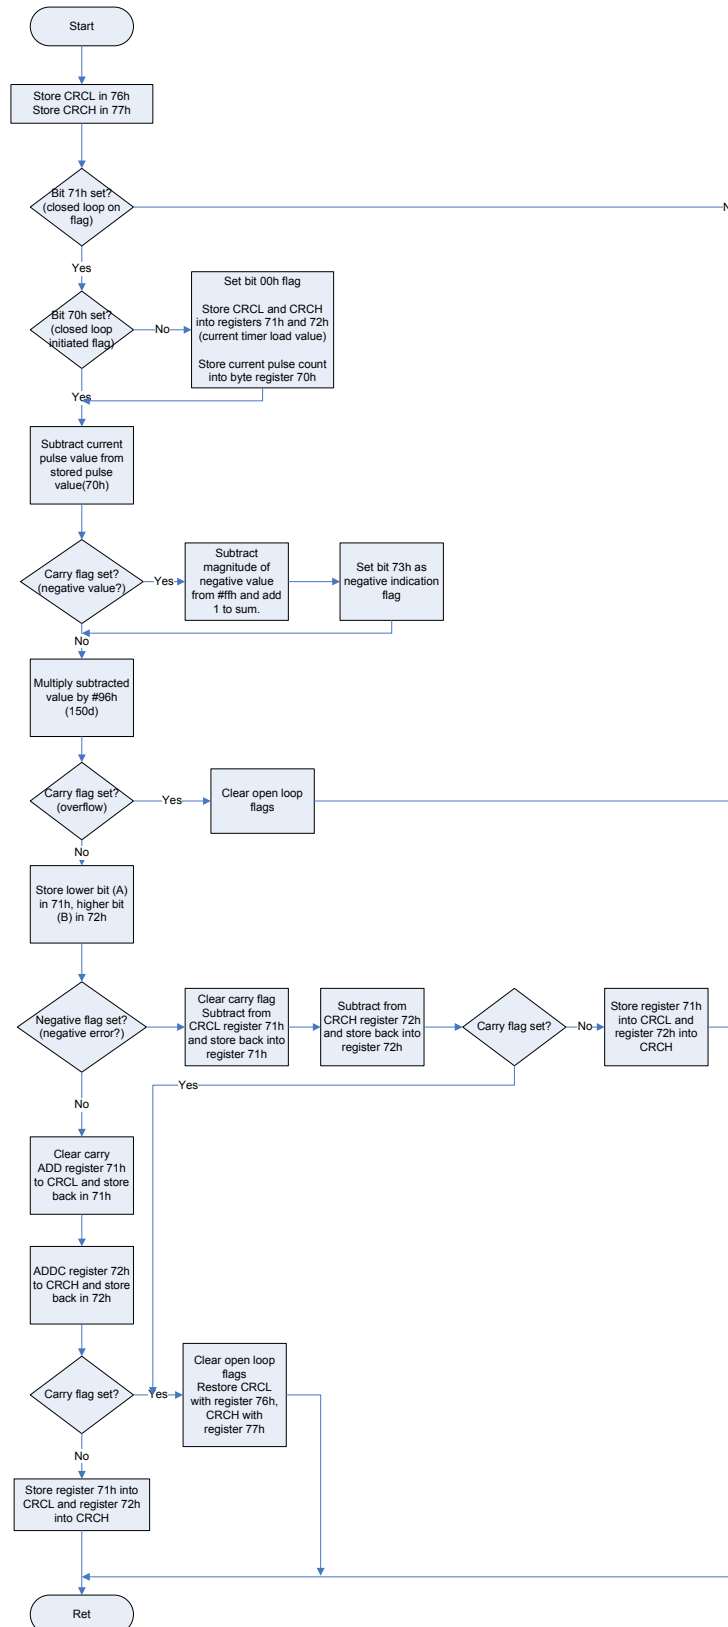 Start
Store CRCL in 76h
Store CRCH in 77h
Bit 71h set?
(closed loop on
flag)
N
Yes
Bit 70h set?
(closed loop
initiated flag)
No
Set bit 00h flag
Store CRCL and CRCH
into registers 71h and 72h
(current timer load value)
Store current pulse count
into byte register 70h
Yes
Subtract current
pulse value from
stored pulse
value(70h)
Carry flag set?
(negative value?)
Yes
Subtract
magnitude of
negative value
from #ffh and add
1 to sum.
Set bit 73h as
negative indication
flag
No
Multiply subtracted
value by #96h
(150d)
Carry flag set?
(overflow)
Yes
Clear open loop
flags
No
Store lower bit (A)
in 71h, higher bit
(B) in 72h
Negative flag set?
(negative error?)
Clear carry flag
Subtract from
CRCL register 71h
and store back into
register 71h
Subtract from
CRCH register 72h
and store back into
register 72h
Carry flag set?
No
Store register 71h
into CRCL and
register 72h into
CRCH
Yes
No
Clear carry
ADD register 71h
to CRCL and store
back in 71h
ADDC register 72h
to CRCH and store
back in 72h
Carry flag set?
Yes
Clear open loop
flags
Restore CRCL
with register 76h,
CRCH with
register 77h
No
Store register 71h into
CRCL and register 72h
into CRCH
Ret